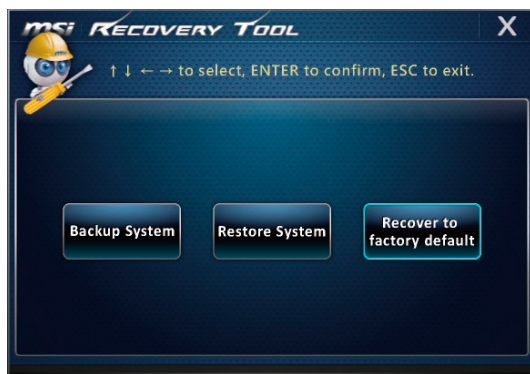 msi RECOVERY TOOL X
↑ ↓ ← → to select, ENTER to confirm, ESC to exit.
Backup System
Restore System
Recover to
factory default